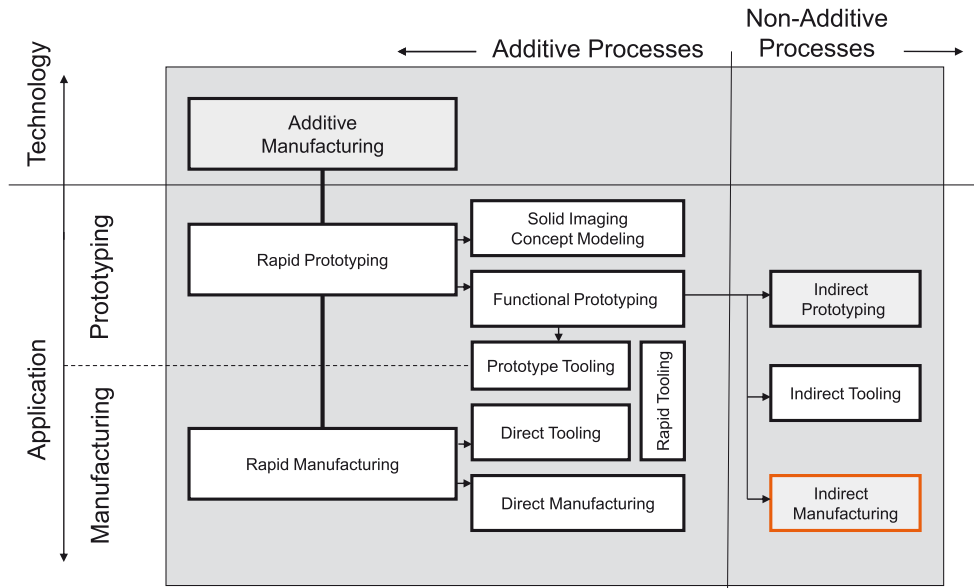 Non-Additive
Additive Processes
Processes
Technology
Additive
Manufacturing
Application
Prototyping
Solid Imaging
Concept Modeling
Rapid Prototyping
Functional Prototyping
Indirect
Prototyping
Prototype Tooling
Rapid Tooling
Indirect Tooling
Manufacturing
Direct Tooling
Rapid Manufacturing
Direct Manufacturing
Indirect
Manufacturing